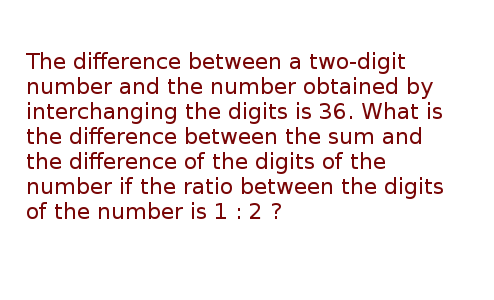 The difference between a two-digit
number and the number obtained by
interchanging the digits is 36. What is
the difference between the sum and
the difference of the digits of the
number if the ratio between the digits
of the number is 1 : 2 ?